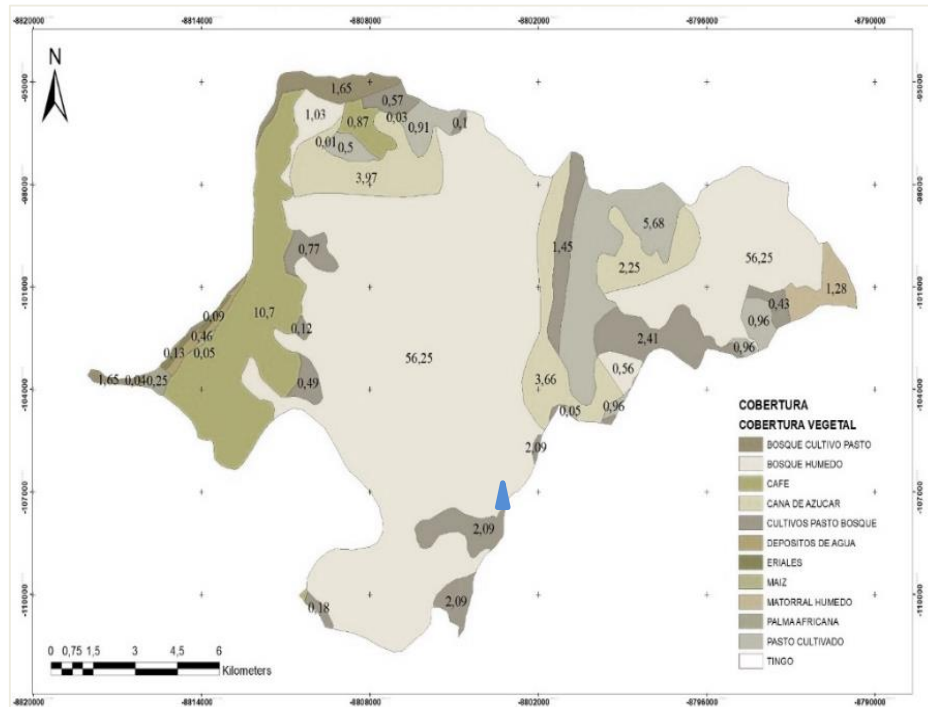 -8820000 -8814000 -8808000 -8802000 -8796000 -8790000
N
-95000 -95000
1,65
0,57
1,03 0,87 0,03 0,91 0,1
0,01 0,5
3,97
-98000 -98000
5,68
0,77 1,45
2,25 56,25
-101000 -101000
1,28
10,7 0,43
0,09 0,12 0,96
0,46
0,13 0,05 56,25 2,41 0,96
0,56
1,65 0,04 0,25 0,49 3,66
-104000 -104000
0,05 0,96
2,09
-107000 -107000
2,09
-110000 -110000
0,18 2,09
COBERTURA
COBERTURA VEGETAL
BOSQUE CULTIVO PASTO
BOSQUE HUMEDO
CAFE
CANA DE AZUCAR
CULTIVOS PASTO BOSQUE
DEPOSITOS DE AGUA
ERIALES
MAIZ
MATORRAL HUMEDO
PALMA AFRICANA
PASTO CULTIVADO
TINGO
0 0,75 1,5 3 4,5 6
Kilometers
-8820000 -8814000 -8808000 -8802000 -8796000 -8790000